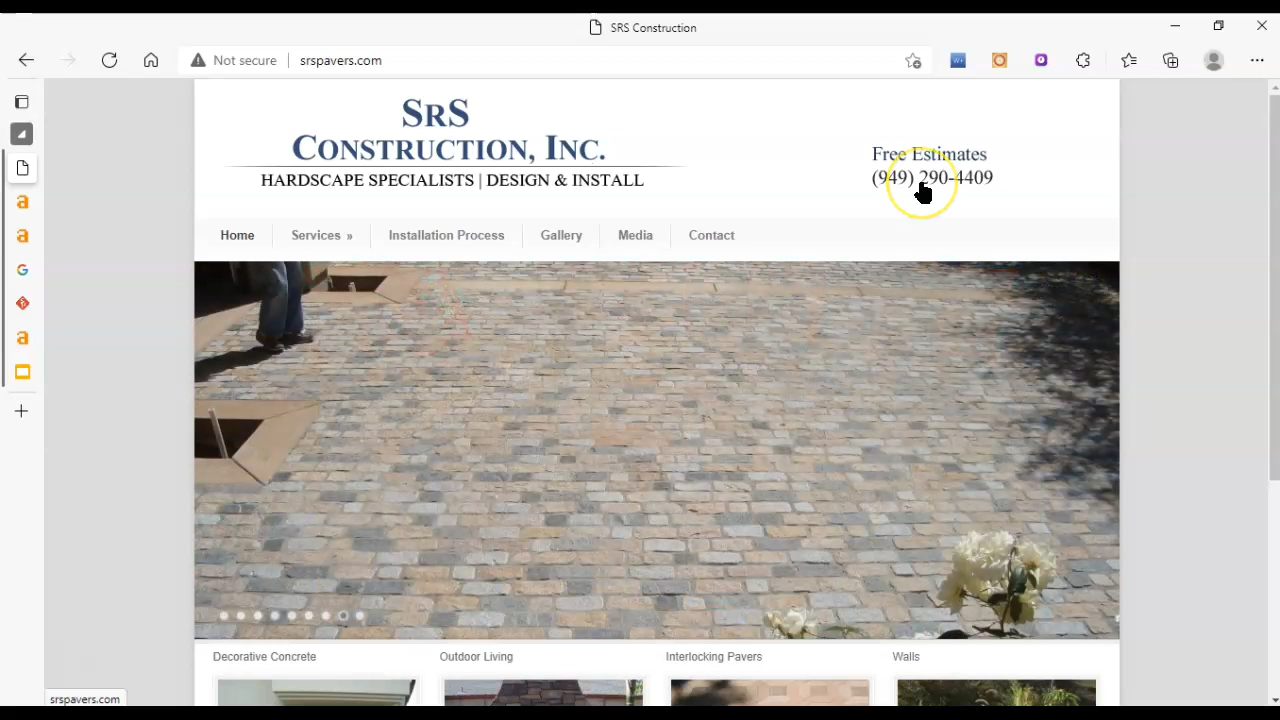 SRS Construction
Not secure
srspavers.com
SRS
CONSTRUCTION, INC.
HARDSCAPE SPECIALISTS | DESIGN & INSTALL
Free Estimates
(949) 290-4409
Home
Services »
Installation Process
Gallery
Media
Contact
Decorative Concrete
Outdoor Living
Interlocking Pavers
Walls
srspavers.com